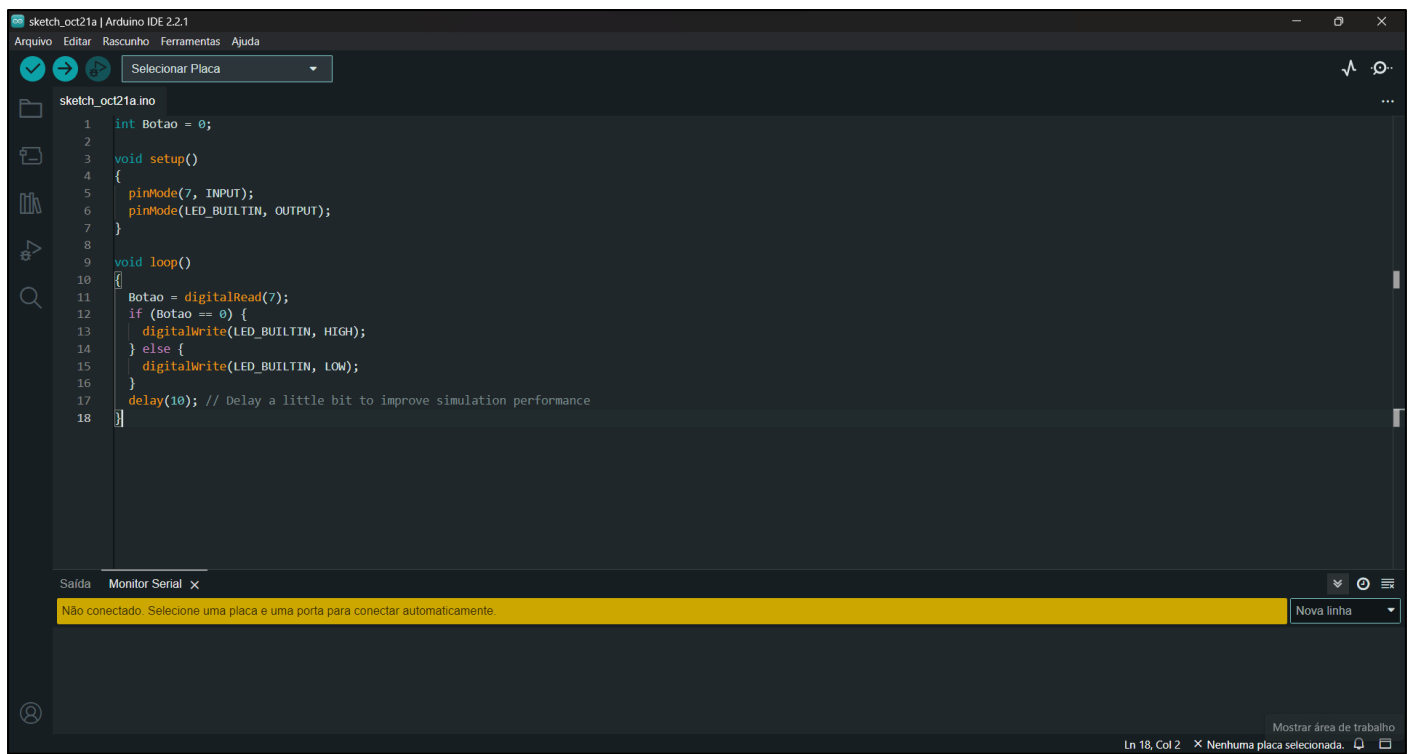 sketch_oct21a | Arduino IDE 2.2.1
Arquivo Editar Rascunho Ferramentas Ajuda
Selecionar Placa
sketch_oct21a.ino
1 int Botao = 0;
2
3 void setup()
4 {
5 pinMode(7, INPUT);
6 pinMode(LED_BUILTIN, OUTPUT);
7 }
8
9 void loop()
10 {
11 Botao = digitalRead(7);
12 if (Botao == 0) {
13 digitalWrite(LED_BUILTIN, HIGH);
14 } else {
15 digitalWrite(LED_BUILTIN, LOW);
16 }
17 delay(10); // Delay a little bit to improve simulation performance
18 }
Saída Monitor Serial
Não conectado. Selecione uma placa e uma porta para conectar automaticamente.
Nova linha
Mostrar área de trabalho
Ln 18, Col 2 Nenhuma placa selecionada.